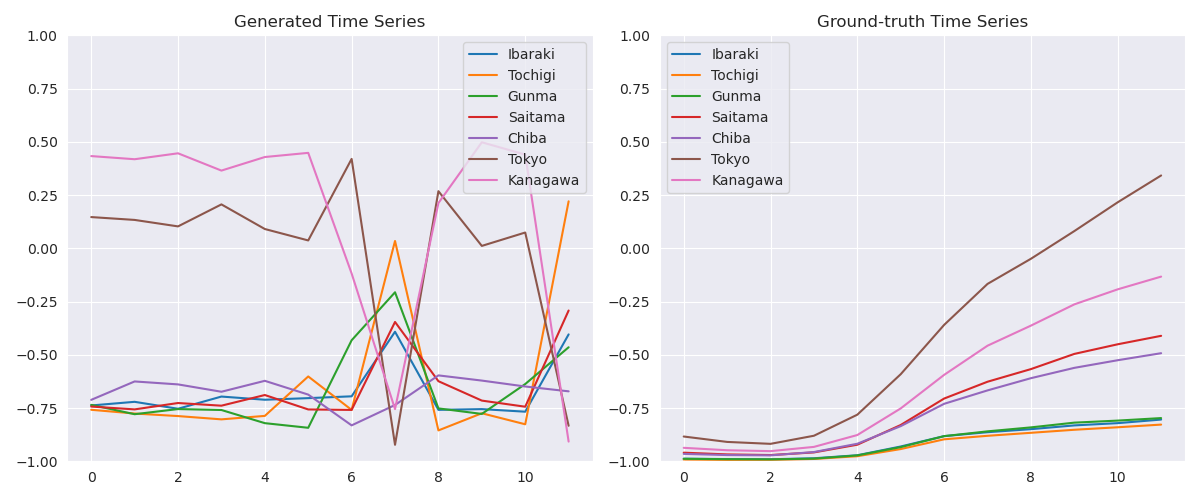 Generated Time Series
1.00
0.75
0.50
0.25
0.00
−0.25
−0.50
−0.75
−1.00
0 2 4 6 8 10
Ibaraki
Tochigi
Gunma
Saitama
Chiba
Tokyo
Kanagawa
Ground-truth Time Series
1.00
0.75
0.50
0.25
0.00
−0.25
−0.50
−0.75
−1.00
0 2 4 6 8 10
Ibaraki
Tochigi
Gunma
Saitama
Chiba
Tokyo
Kanagawa